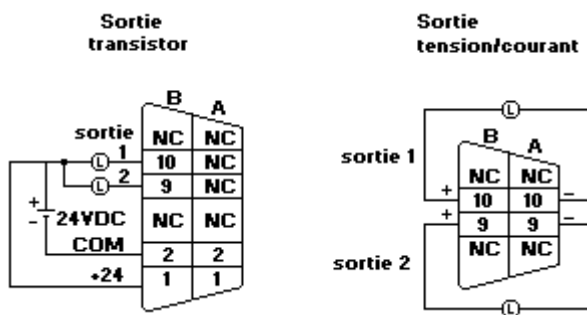 Sortie
transistor
B A
sortie
NC NC
1 10 NC
L
2 9 NC
L
+
- 24VDC
NC NC
COM 2 2
+24 1 1
Sortie
tension/courant
L
B A
sortie 1
NC NC
+ 10 10 -
+ 9 9 -
NC NC
sortie 2
L